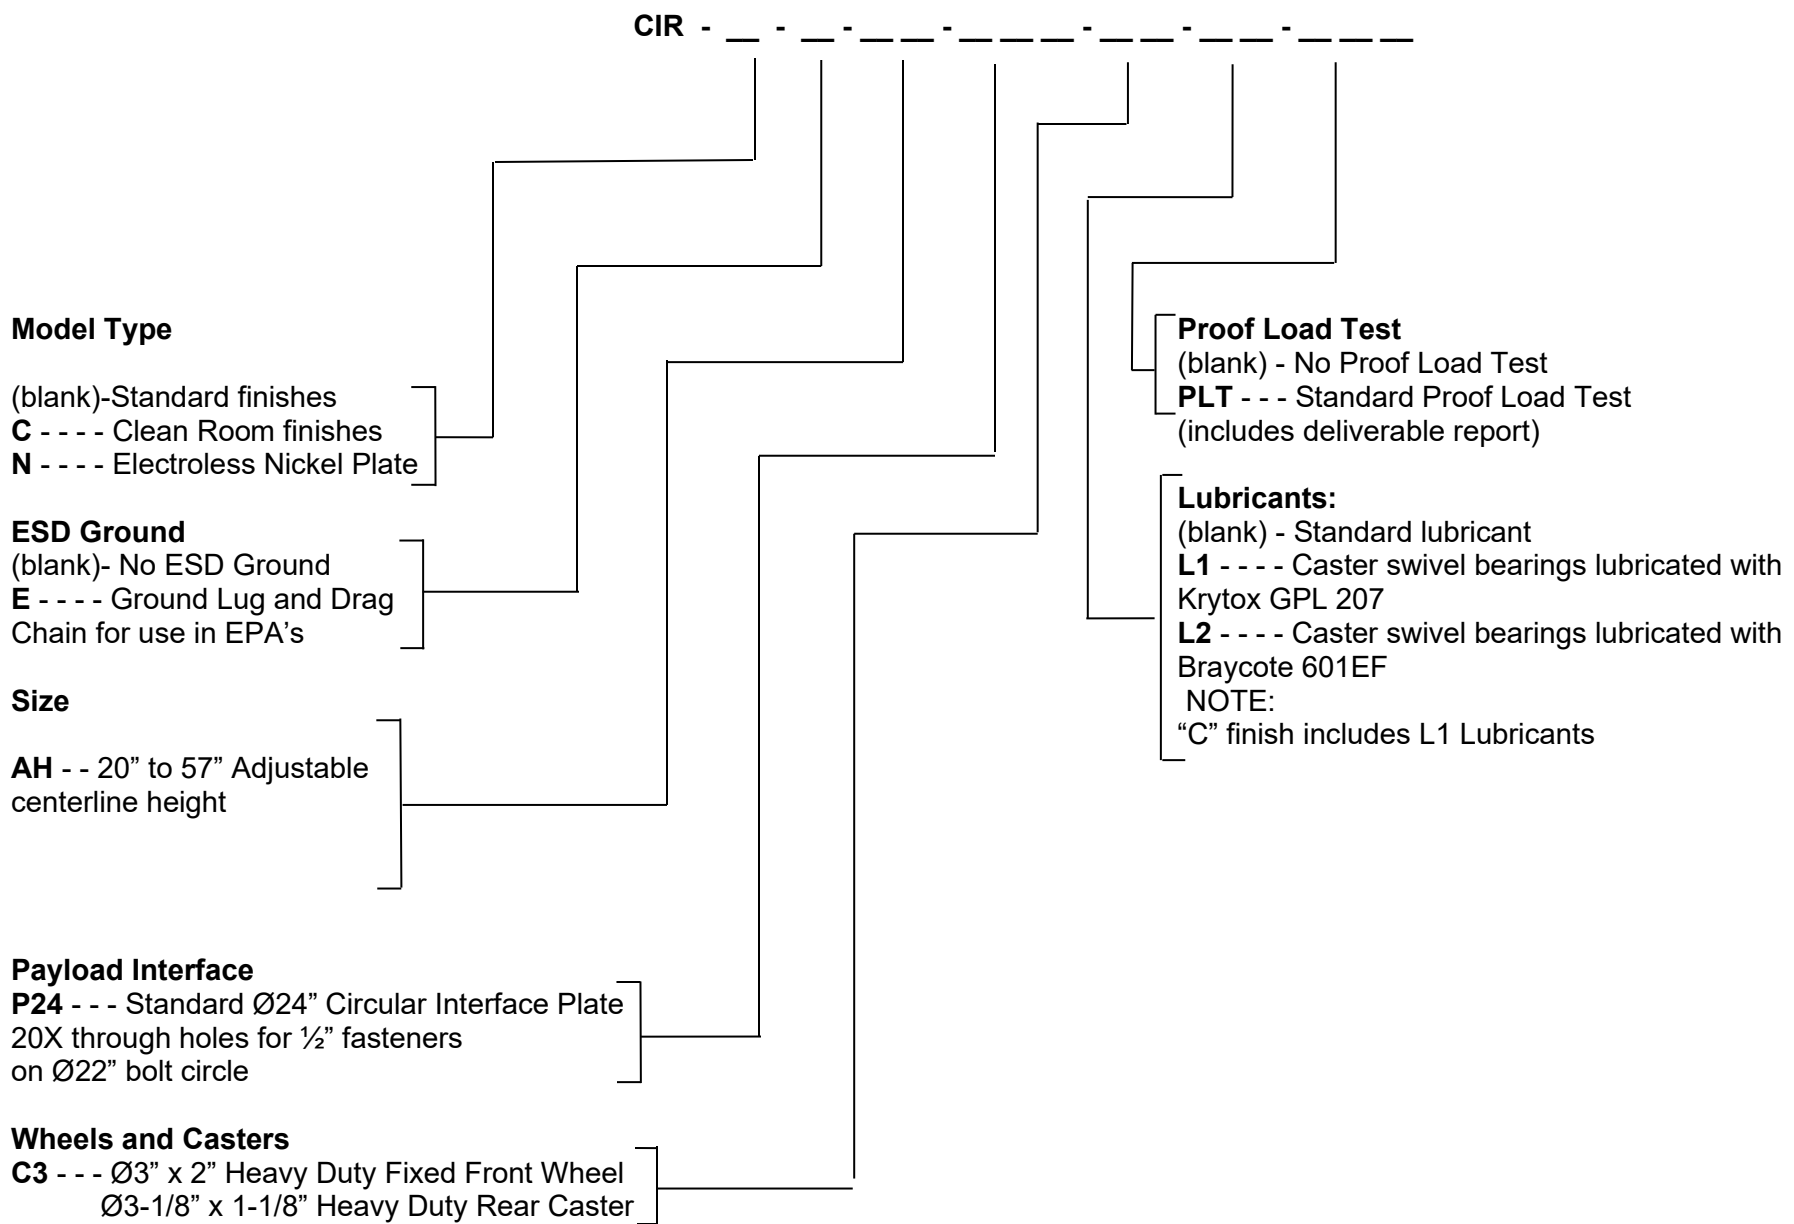 CIR - __ - __ - __ __ - __ __ __ - __ __ - __ __ - __ __ __
Model Type
(blank)-Standard finishes
C - - - - Clean Room finishes
N - - - - Electroless Nickel Plate
ESD Ground
(blank)- No ESD Ground
E - - - - Ground Lug and Drag
Chain for use in EPA’s
Size
AH - - 20” to 57” Adjustable
centerline height
Payload Interface
P24 - - - Standard Ø24” Circular Interface Plate
20X through holes for ½” fasteners
on Ø22” bolt circle
Wheels and Casters
C3 - - - Ø3” x 2” Heavy Duty Fixed Front Wheel
Ø3-1/8” x 1-1/8” Heavy Duty Rear Caster
Proof Load Test
(blank) - No Proof Load Test
PLT - - - Standard Proof Load Test
(includes deliverable report)
Lubricants:
(blank) - Standard lubricant
L1 - - - - Caster swivel bearings lubricated with
Krytox GPL 207
L2 - - - - Caster swivel bearings lubricated with
Braycote 601EF
NOTE:
“C” finish includes L1 Lubricants